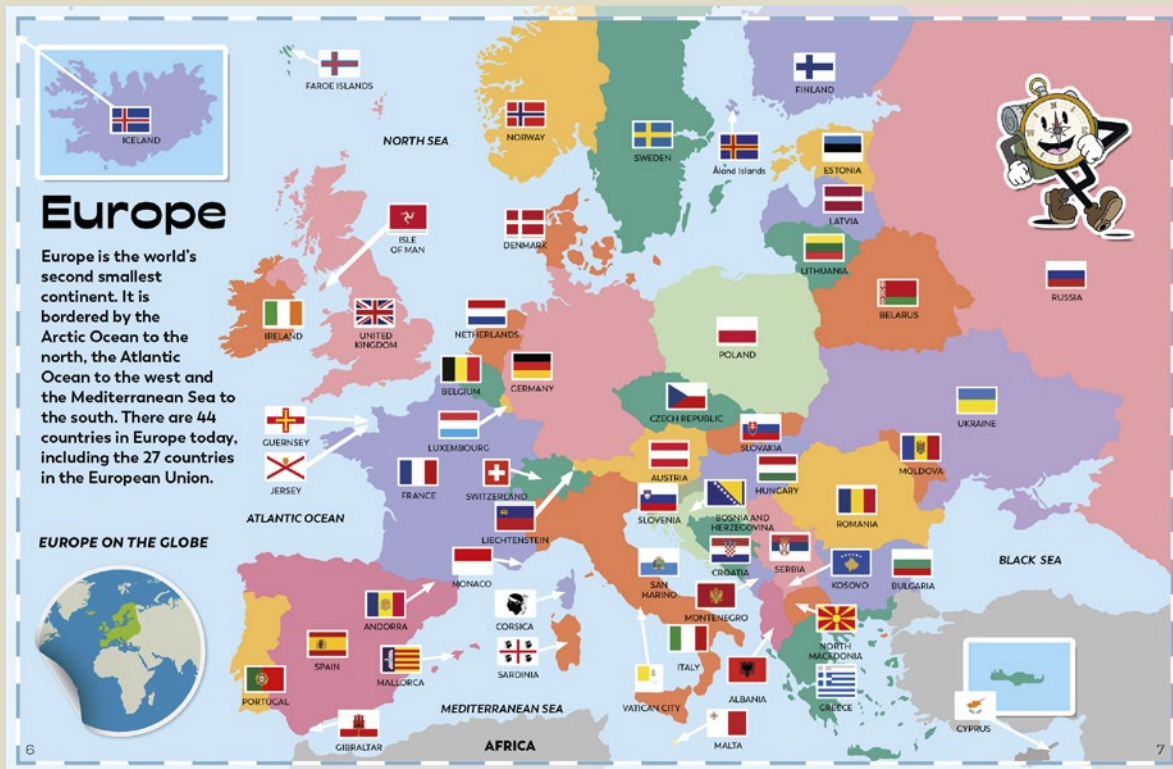 ICELAND
FAROE ISLANDS
NORTH SEA
NORWAY
SWEDEN
FINLAND
Åland Islands
ESTONIA
LATVIA
LITHUANIA
BELARUS
RUSSIA
Europe
Europe is the world's
second smallest
continent. It is
bordered by the
Arctic Ocean to the
north, the Atlantic
Ocean to the west and
the Mediterranean Sea to
the south. There are 44
countries in Europe today,
including the 27 countries
in the European Union.
ISLE
OF MAN
DENMARK
IRELAND
UNITED
KINGDOM
NETHERLANDS
BELGIUM
GERMANY
POLAND
CZECH REPUBLIC
UKRAINE
GUERNSEY
JERSEY
LUXEMBOURG
FRANCE
SWITZERLAND
LIECHTENSTEIN
AUSTRIA
SLOVAKIA
HUNGARY
MOLDOVA
ROMANIA
SLOVENIA
BOSNIA AND
HERZEGOVINA
CROATIA
SERBIA
KOSOVO
BULGARIA
BLACK SEA
ATLANTIC OCEAN
EUROPE ON THE GLOBE
MONACO
ANDORRA
CORSICA
SAN
MARINO
MONTENEGRO
NORTH
MACEDONIA
SPAIN
MALLORCA
SARDINIA
ITALY
ALBANIA
GREECE
PORTUGAL
GIBRALTAR
MEDITERRANEAN SEA
VATICAN CITY
MALTA
CYPRUS
AFRICA
6
7